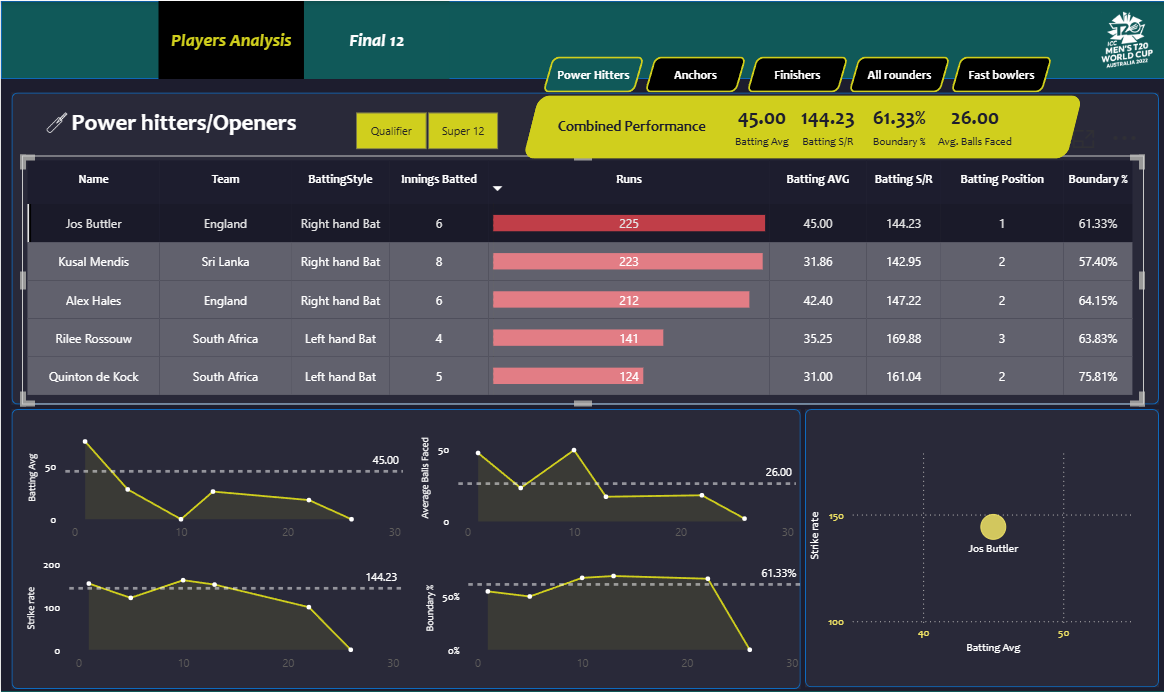 Players Analysis
Final 12
ICC
MEN'S T20
WORLD CUP
AUSTRALIA 2022
Power Hitters
Anchors
Finishers
All rounders
Fast bowlers
Power hitters/Openers
Qualifier
Super 12
Combined Performance
45.00 144.23 61.33% 26.00
Batting Avg Batting S/R Boundary % Avg. Balls Faced
Name Team BattingStyle Innings Batted Runs Batting AVG Batting S/R Batting Position Boundary %
Jos Buttler England Right hand Bat 6 225 45.00 144.23 1 61.33%
Kusal Mendis Sri Lanka Right hand Bat 8 223 31.86 142.95 2 57.40%
Alex Hales England Right hand Bat 6 212 42.40 147.22 2 64.15%
Rilee Rossouw South Africa Left hand Bat 4 141 35.25 169.88 3 63.83%
Quinton de Kock South Africa Left hand Bat 5 124 31.00 161.04 2 75.81%
Batting Avg
50
0
45.00
0 10 20 30
Average Balls Faced
50
0
26.00
0 10 20 30
Strike rate
200
100
0
144.23
0 10 20 30
Boundary %
50%
0%
61.33%
0 10 20 30
Strike rate
150
100
Jos Buttler
40 50
Batting Avg